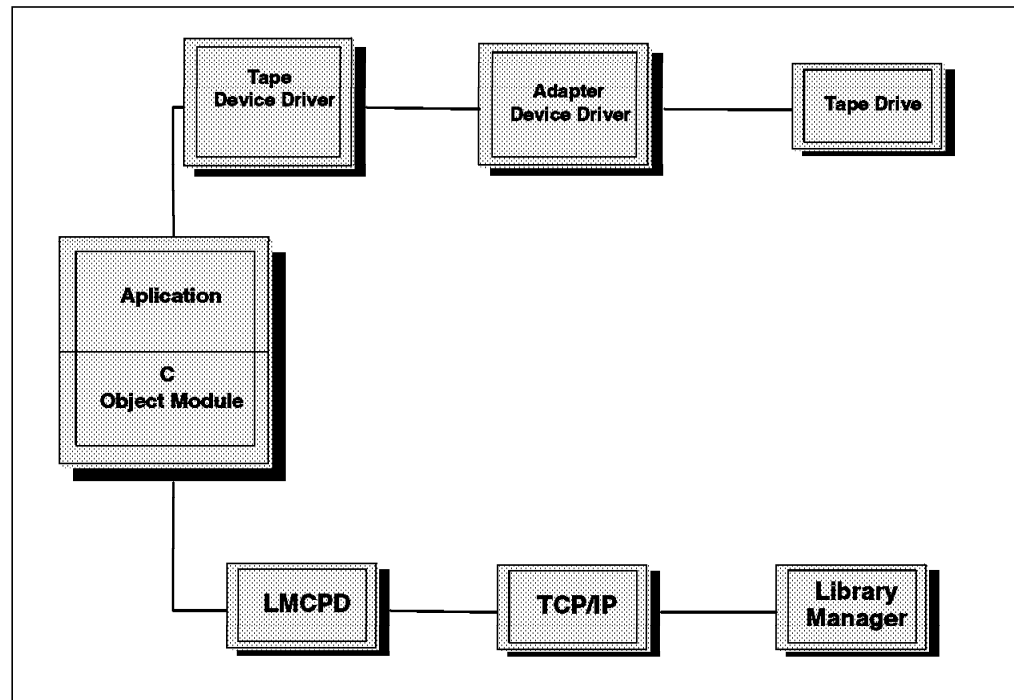 Tape
Device Driver
Adapter
Device Driver
Tape Drive
Aplication
C
Object Module
LMCPD
TCP/IP
Library
Manager